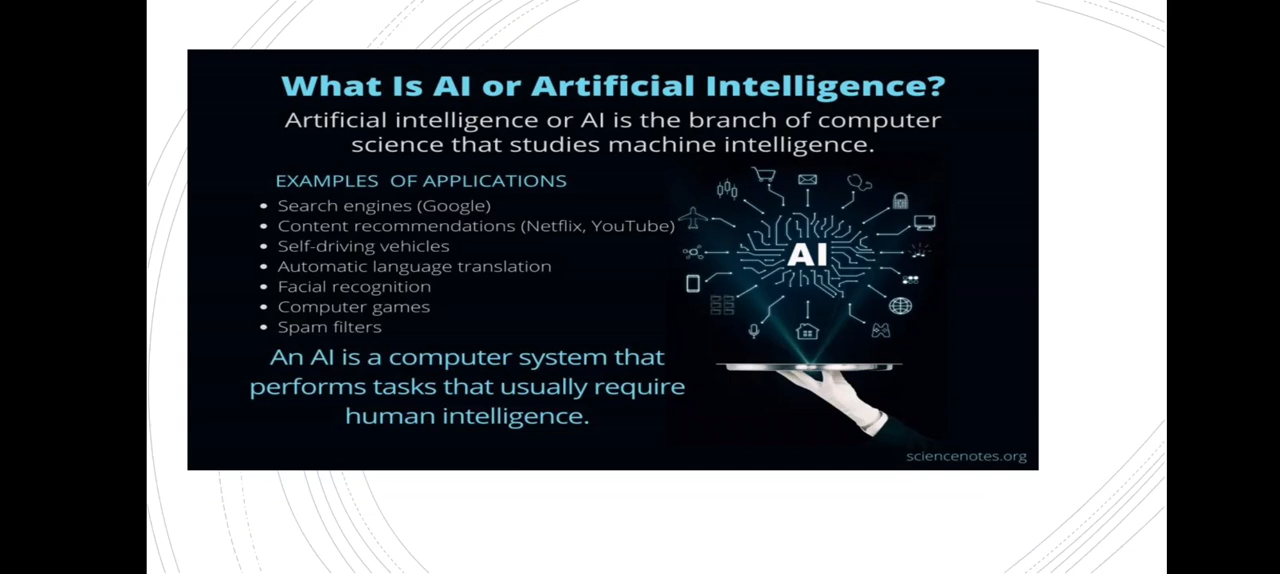 What Is AI or Artificial Intelligence?
Artificial intelligence or AI is the branch of computer
science that studies machine intelligence.
EXAMPLES OF APPLICATIONS
• Search engines (Google)
• Content recommendations (Netflix, YouTube)
• Self-driving vehicles
• Automatic language translation
• Facial recognition
• Computer games
• Spam filters
AI
An AI is a computer system that
performs tasks that usually require
human intelligence.
sciencenotes.org